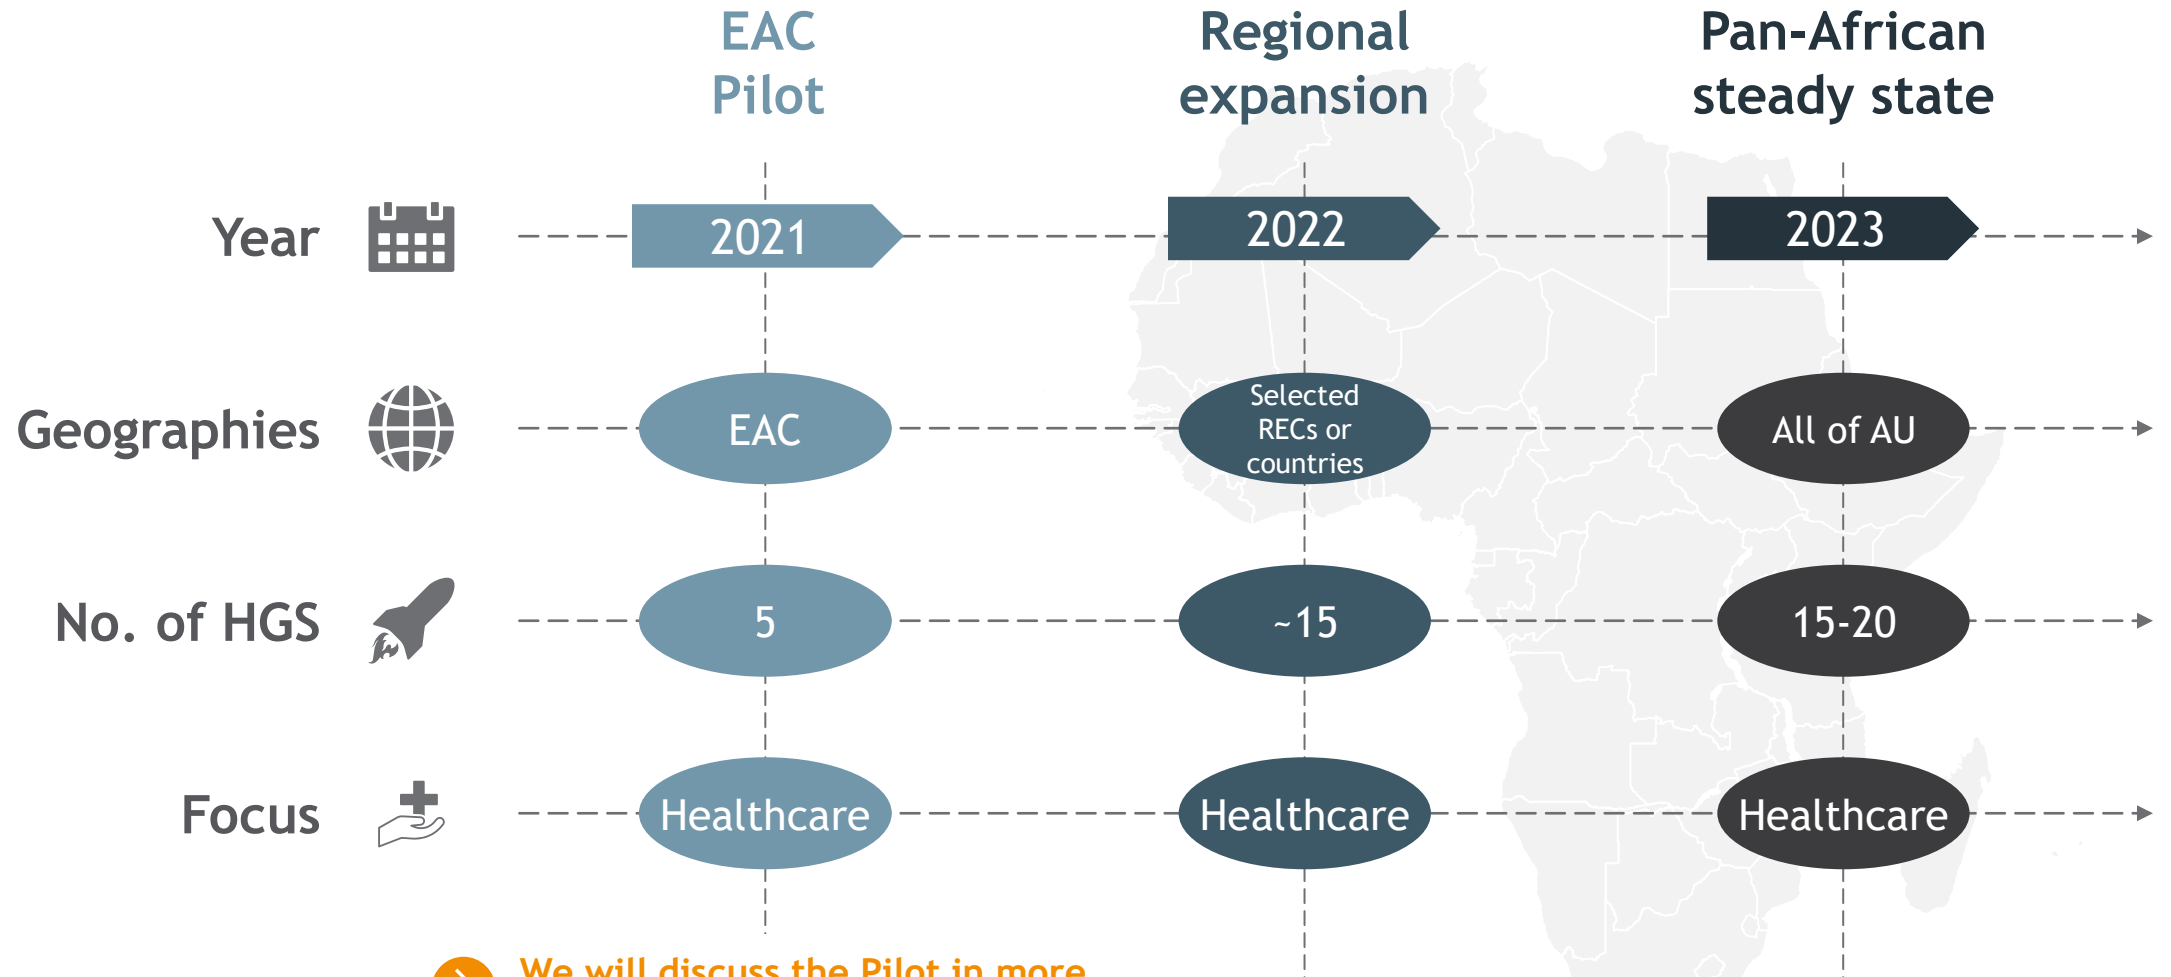 EAC
Pilot
Regional
expansion
Pan-African
steady state
Year
2021
2022
2023
Geographies
EAC
Selected
RECs or
countries
All of AU
No. of HGS
5
~15
15-20
Focus
Healthcare
Healthcare
Healthcare
We will discuss the Pilot in more